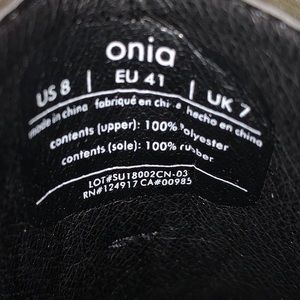 onia
US 8 | EU 41 | UK 7
made in china fabriqué en chine hecho en china
contents (upper): 100% Polyester
contents (sole): 100% rubber
LOT#SU18002CN-03
RN#124917 CA#00985